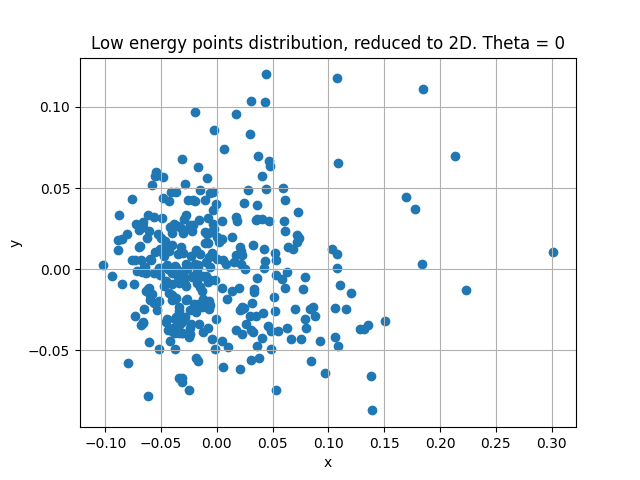 Low energy points distribution, reduced to 2D. Theta = 0
0.10
0.05
0.00
−0.05
y
−0.10 −0.05 0.00 0.05 0.10 0.15 0.20 0.25 0.30
x